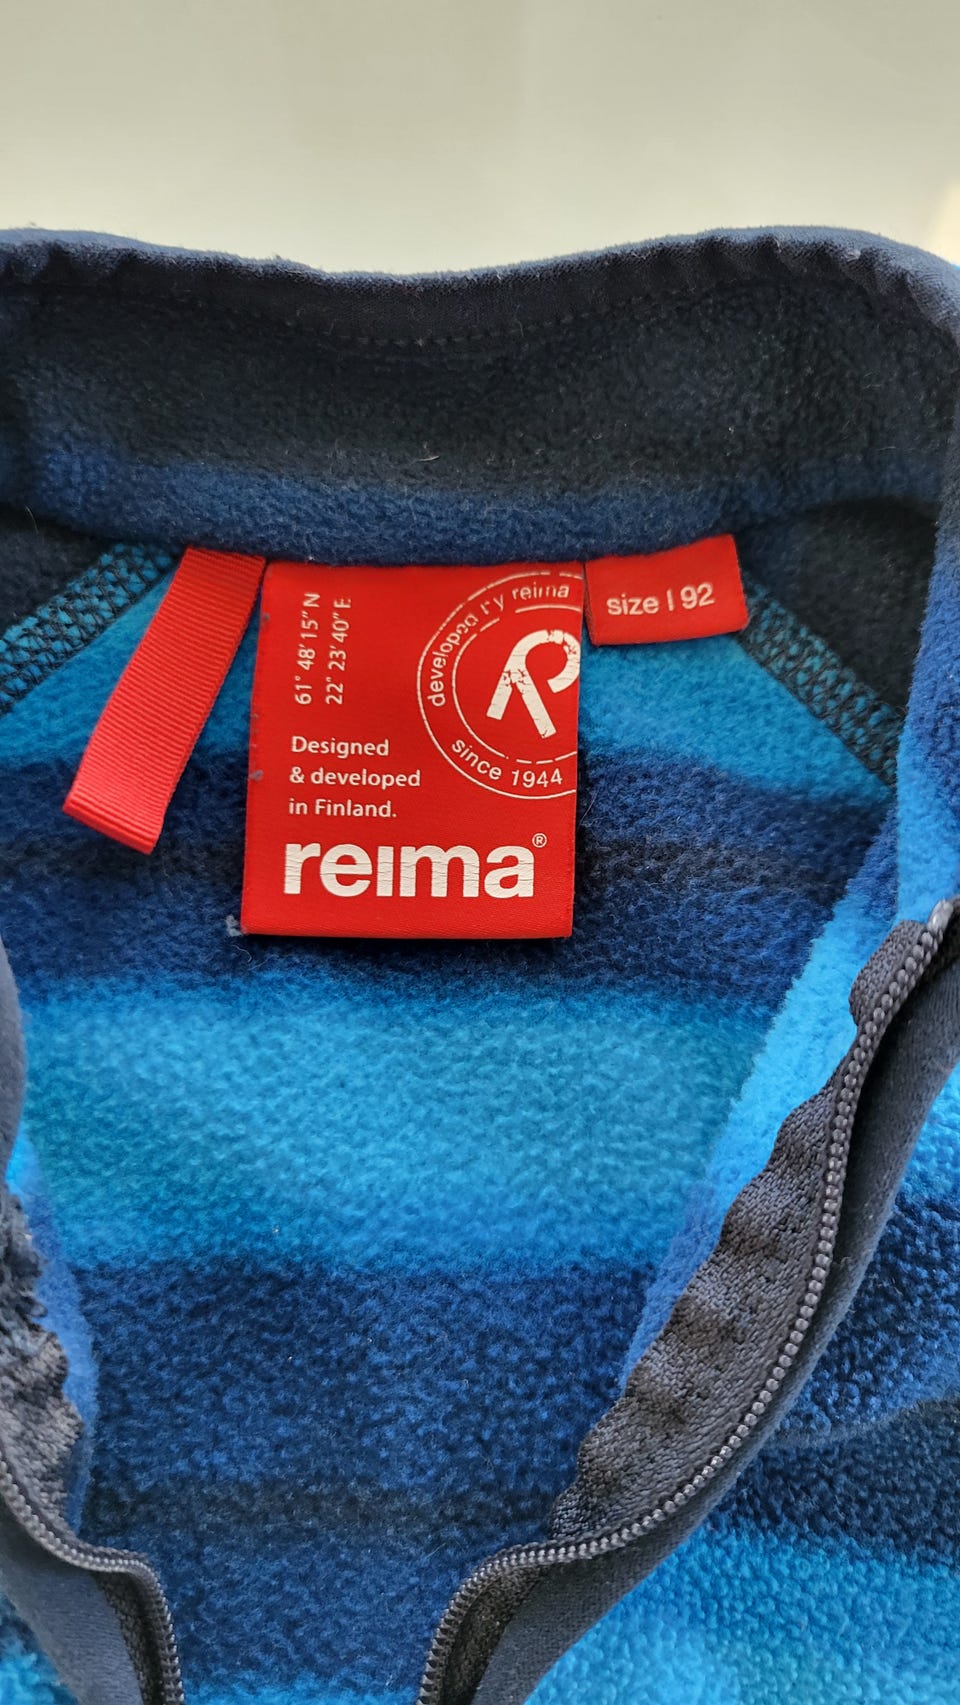 61° 48' 15" N
22° 23' 40" E
developed by reima
since 1944
size | 92
Designed
& developed
in Finland.
reima®